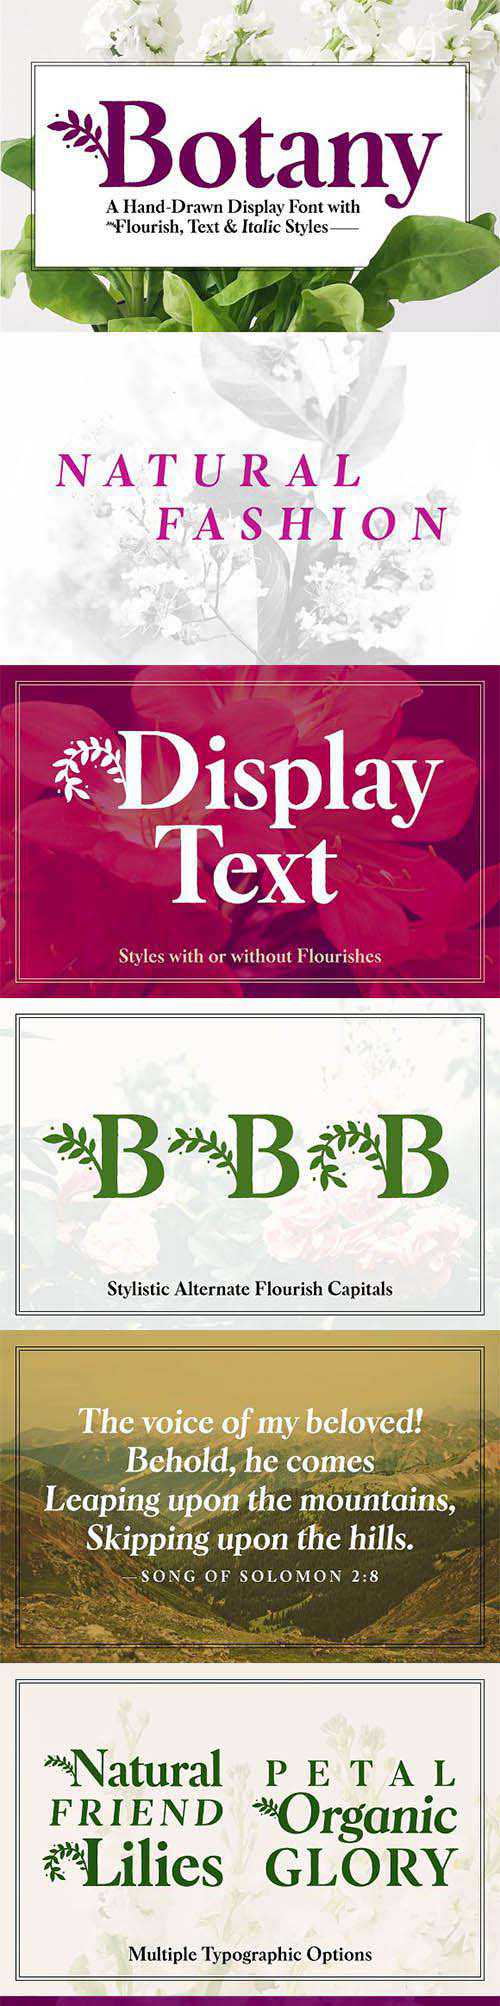 Botany
A Hand-Drawn Display Font with
Flourish, Text & Italic Styles
NATURAL
FASHION
Display
Text
Styles with or without Flourishes
B B B
Stylistic Alternate Flourish Capitals
The voice of my beloved!
Behold, he comes
Leaping upon the mountains,
Skipping upon the hills.
—SONG OF SOLOMON 2:8
Natural
FRIEND
Lilies
PETAL
Organic
GLORY
Multiple Typographic Options